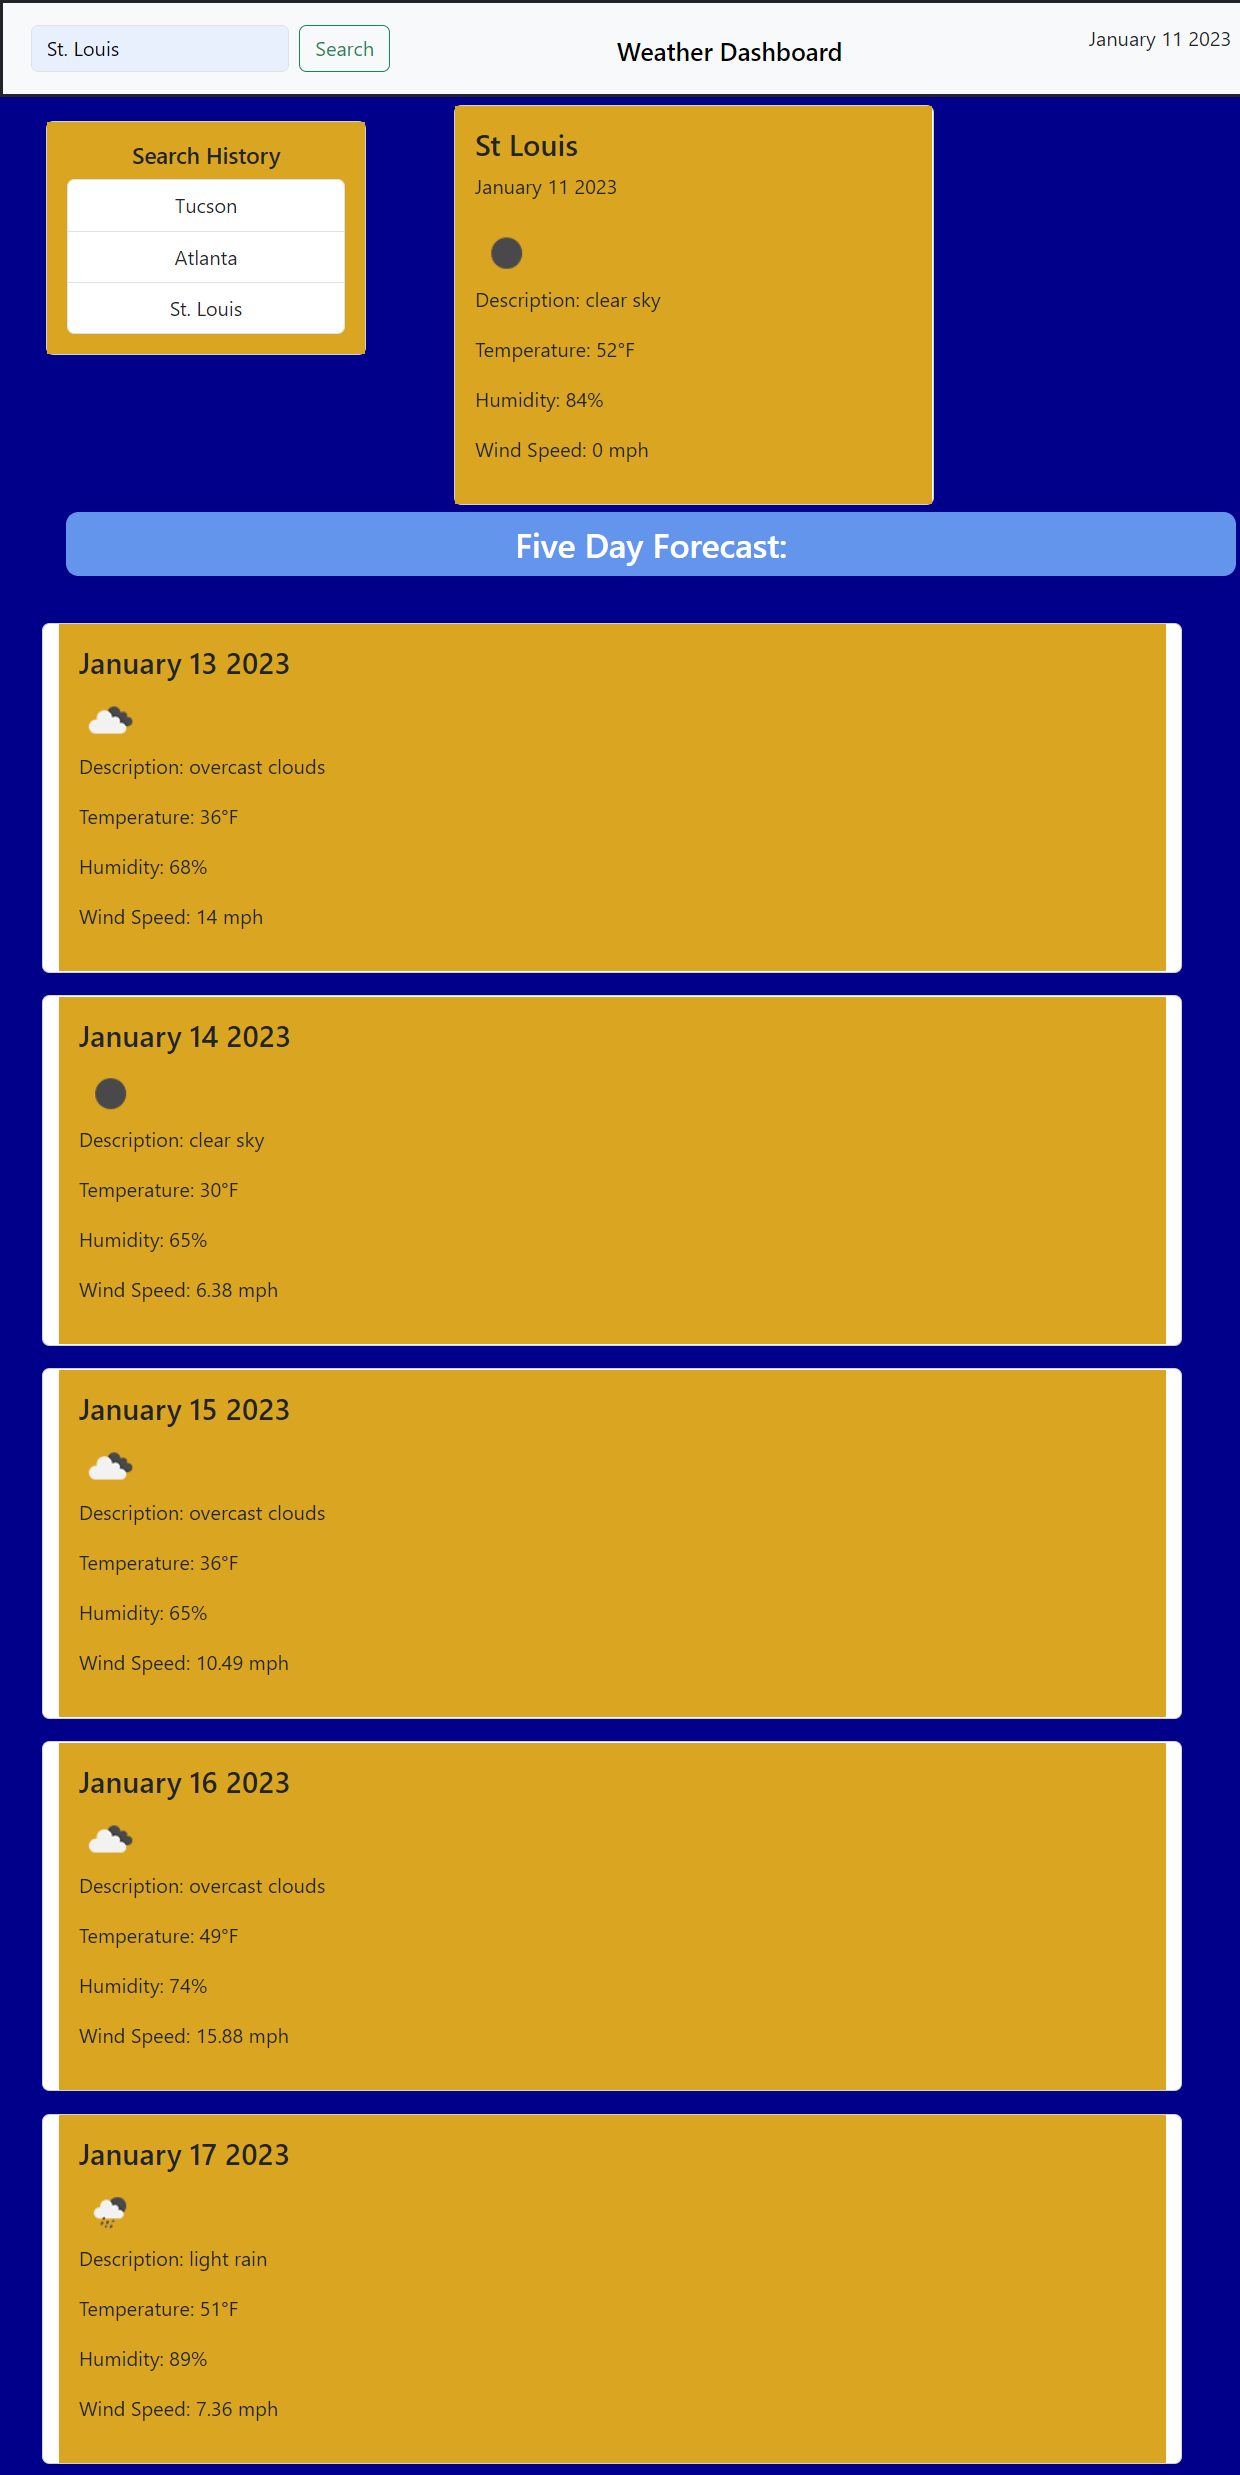 St. Louis
Search
Weather Dashboard
January 11 2023
Search History
Tucson
Atlanta
St. Louis
St Louis
January 11 2023
Description: clear sky
Temperature: 52°F
Humidity: 84%
Wind Speed: 0 mph
Five Day Forecast:
January 13 2023
Description: overcast clouds
Temperature: 36°F
Humidity: 68%
Wind Speed: 14 mph
January 14 2023
Description: clear sky
Temperature: 30°F
Humidity: 65%
Wind Speed: 6.38 mph
January 15 2023
Description: overcast clouds
Temperature: 36°F
Humidity: 65%
Wind Speed: 10.49 mph
January 16 2023
Description: overcast clouds
Temperature: 49°F
Humidity: 74%
Wind Speed: 15.88 mph
January 17 2023
Description: light rain
Temperature: 51°F
Humidity: 89%
Wind Speed: 7.36 mph